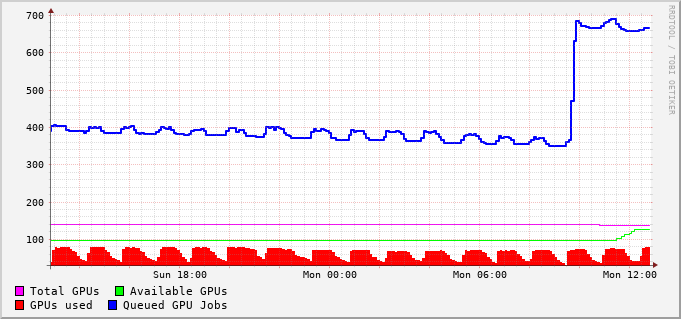 700
600
500
400
300
200
100
Sun 18:00 Mon 00:00 Mon 06:00 Mon 12:00
Total GPUs Available GPUs
GPUs used Queued GPU Jobs
RRDTOOL / TOBI OETIKER